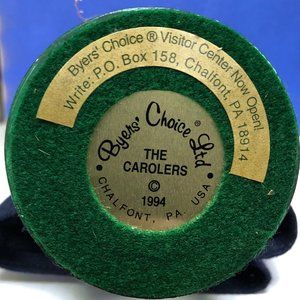 Byers' Choice ® Visitor Center Now Open!
Write: P.O. Box 158, Chalfont, PA 18914
Byers' Choice® Ltd
THE
CAROLERS
©
1994
• CHALFONT, PA. USA •